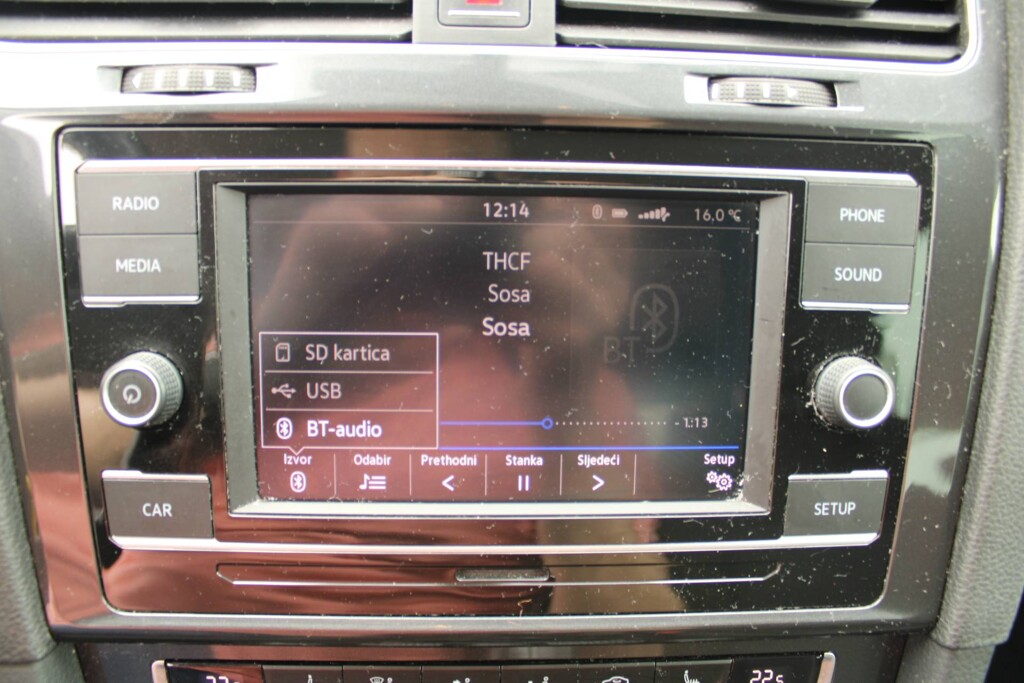 RADIO
MEDIA
CAR
PHONE
SOUND
SETUP
12:14
16.0 °C
THCF
Sosa
Sosa
BT
SD kartica
USB
BT-audio
-1:13
Izvor Odabir Prethodni Stanka Sljedeći Setup